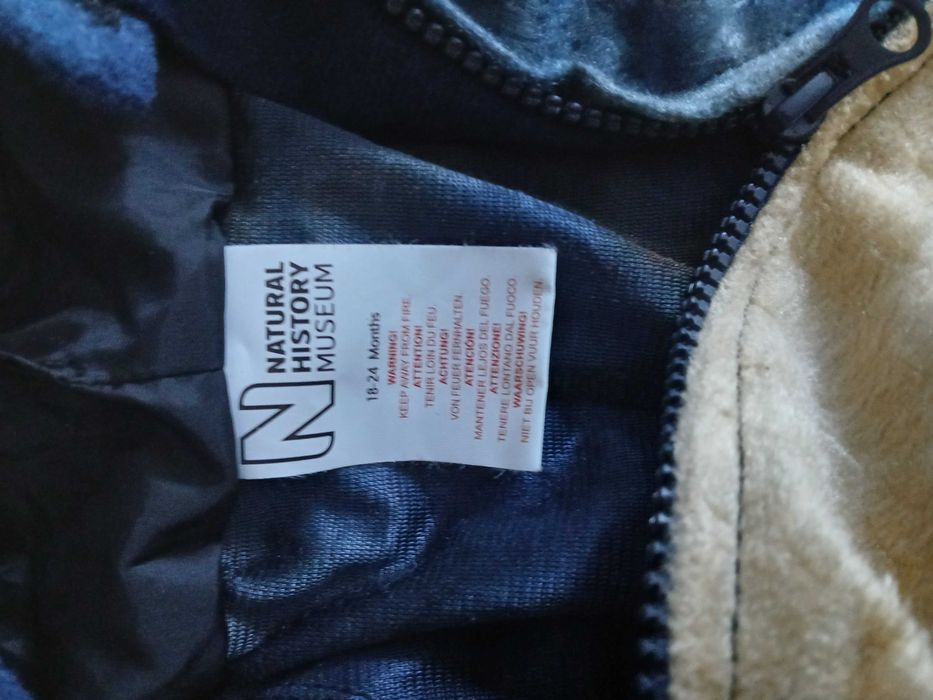 NATURAL
HISTORY
MUSEUM
18-24 Months
WARNING!
KEEP AWAY FROM FIRE.
ATTENTION!
TENIR LOIN DU FEU.
ACHTUNG!
VON FEUER FERNHALTEN.
ATENCIÓN!
MANTENER LEJOS DEL FUEGO.
ATTENZIONE!
TENERE LONTANO DAL FUOCO
WAARSCHUWING!
NIET BIJ OPEN VUUR HOUDEN